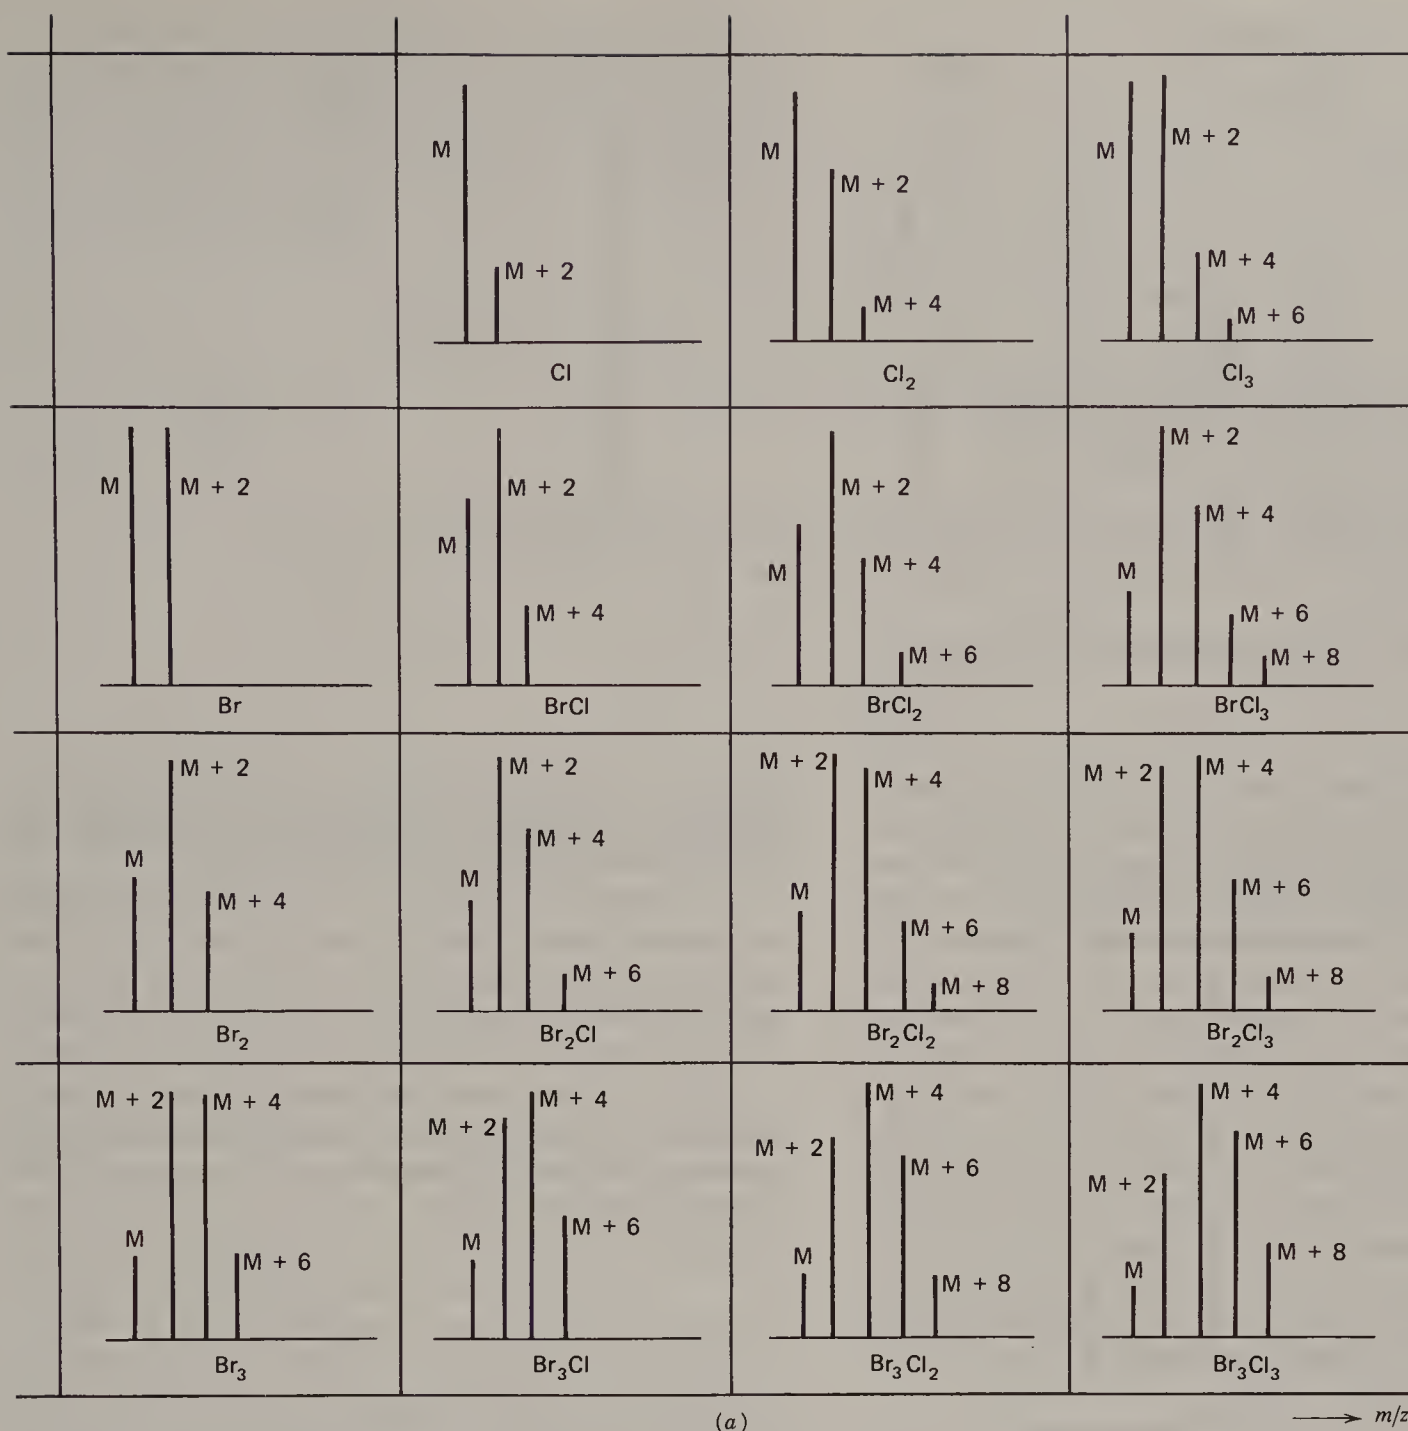 M
M + 2
Cl
M
M + 2
M + 4
Cl₂
M
M + 2
M + 4
M + 6
Cl₃
M
M + 2
Br
M
M + 2
M + 4
BrCl
M
M + 2
M + 4
M + 6
BrCl₂
M
M + 2
M + 4
M + 6
M + 8
BrCl₃
M
M + 2
M + 4
Br₂
M
M + 2
M + 4
M + 6
Br₂Cl
M
M + 2
M + 4
M + 6
M + 8
Br₂Cl₂
M
M + 2
M + 4
M + 6
M + 8
Br₂Cl₃
M
M + 2
M + 4
M + 6
Br₃
M
M + 2
M + 4
M + 6
Br₃Cl
M
M + 2
M + 4
M + 6
M + 8
Br₃Cl₂
M
M + 2
M + 4
M + 6
M + 8
Br₃Cl₃
(a)
⟶ m/z